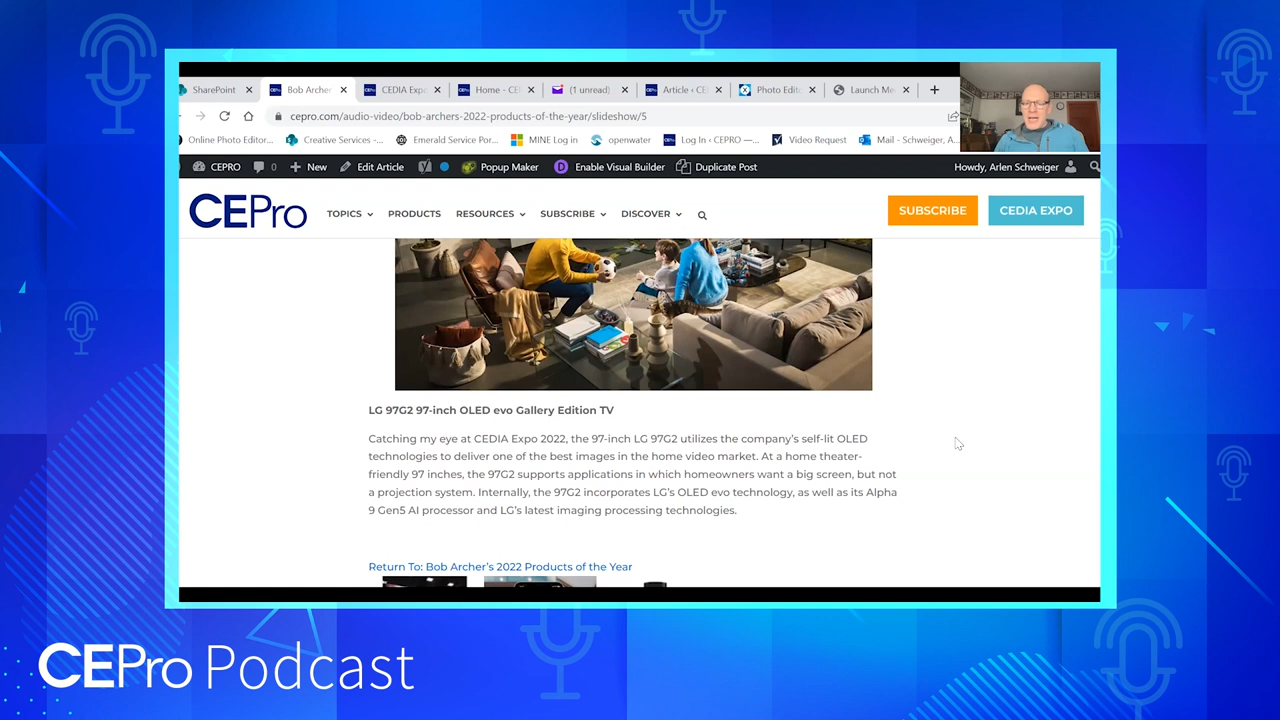 SharePoint
Bob Archer
CEDIA Exp
Home - CE
(1 unread)
Article ‹ CE
Photo Edit
Launch Me
cepro.com/audio-video/bob-archers-2022-products-of-the-year/slideshow/5
Online Photo Editor...
Creative Services -...
Emerald Service Por...
MINE Log in
openwater
Log In ‹ CEPRO —...
Video Request
Mail - Schweiger, A...
CEPRO
0
New
Edit Article
Popup Maker
Enable Visual Builder
Duplicate Post
Howdy, Arlen Schweiger
CEPro
TOPICS
PRODUCTS
RESOURCES
SUBSCRIBE
DISCOVER
SUBSCRIBE
CEDIA EXPO
LG 97G2 97-inch OLED evo Gallery Edition TV
Catching my eye at CEDIA Expo 2022, the 97-inch LG 97G2 utilizes the company's self-lit OLED
technologies to deliver one of the best images in the home video market. At a home theater-
friendly 97 inches, the 97G2 supports applications in which homeowners want a big screen, but not
a projection system. Internally, the 97G2 incorporates LG's OLED evo technology, as well as its Alpha
9 Gen5 AI processor and LG's latest imaging processing technologies.
Return To: Bob Archer's 2022 Products of the Year
CEPro Podcast